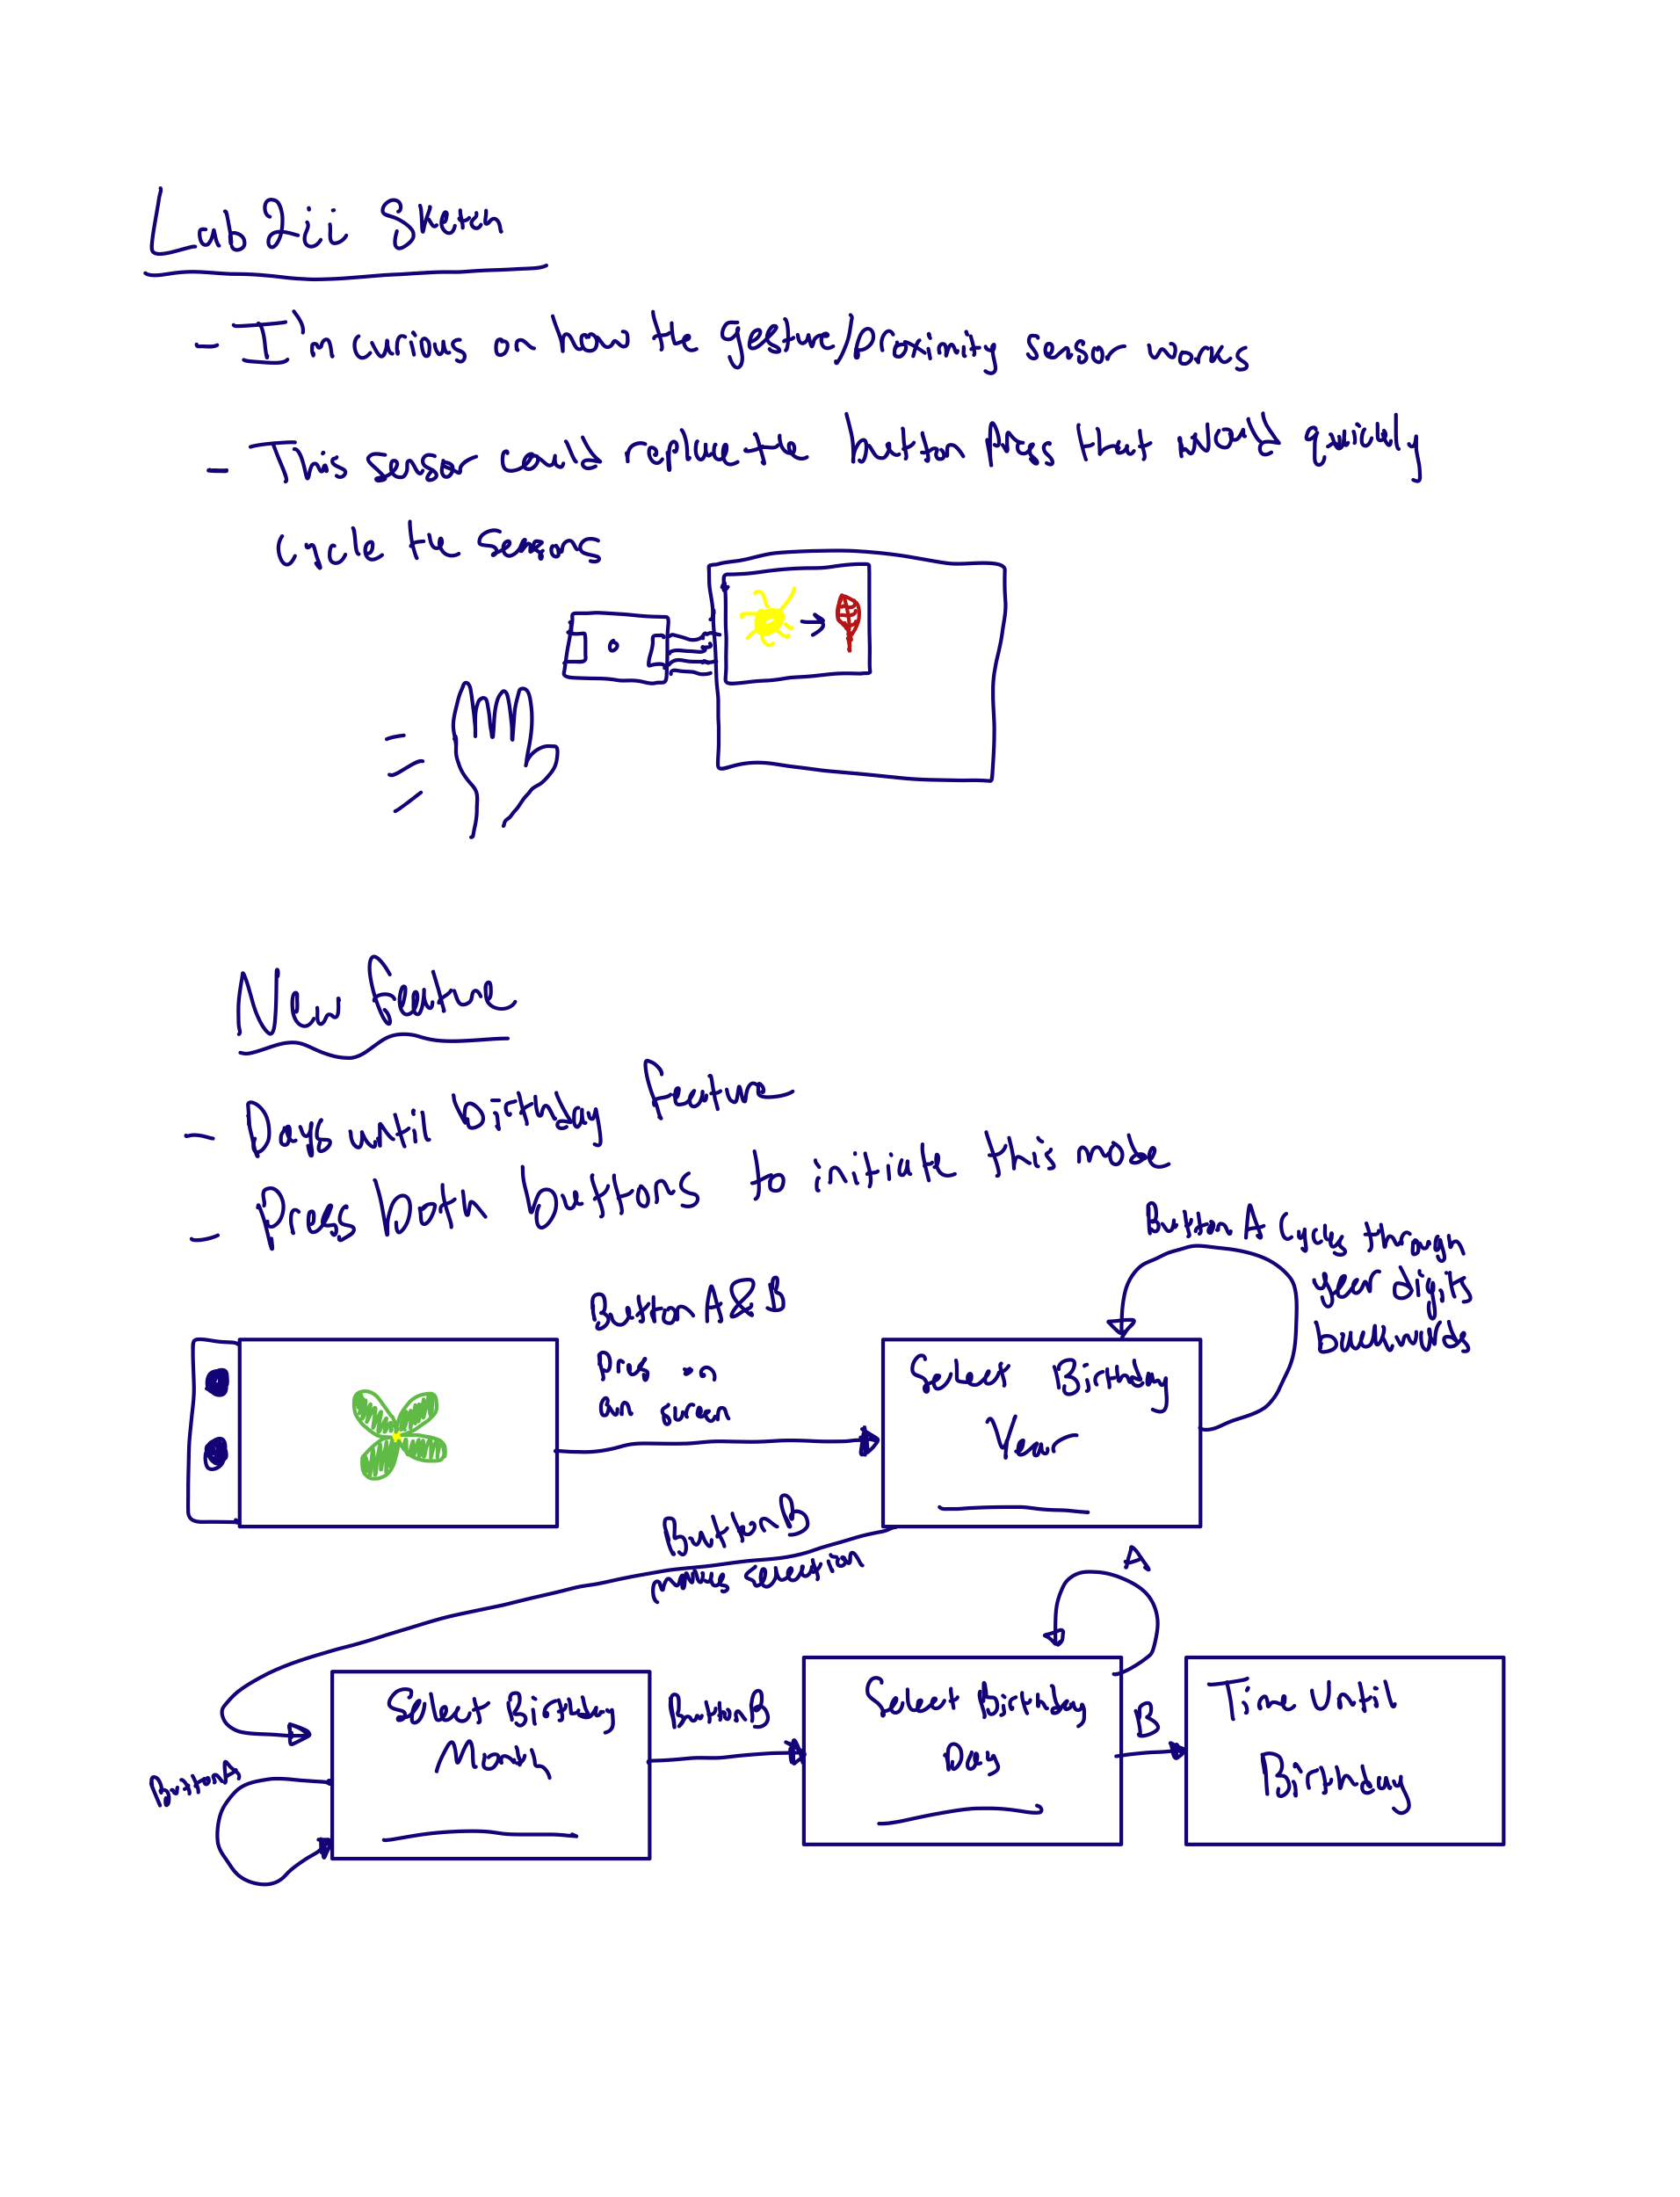 Lab 2ii Sketch
- I'm curious on how the gesture/proximity sensor works
- This sensor could replace the button press that would quickly
cycle the seasons
New Feature
- Days until birthday feature
- Press both buttons to initiate this mode
Button A & B
Press on
an screen
Select Birthday
Year
Button A Cycles through
year digits
backwards
Button B
makes selection
Select Birthday
Month
Button A
Button B
Select Birthday
Day
A
B
Time Until
Birthday